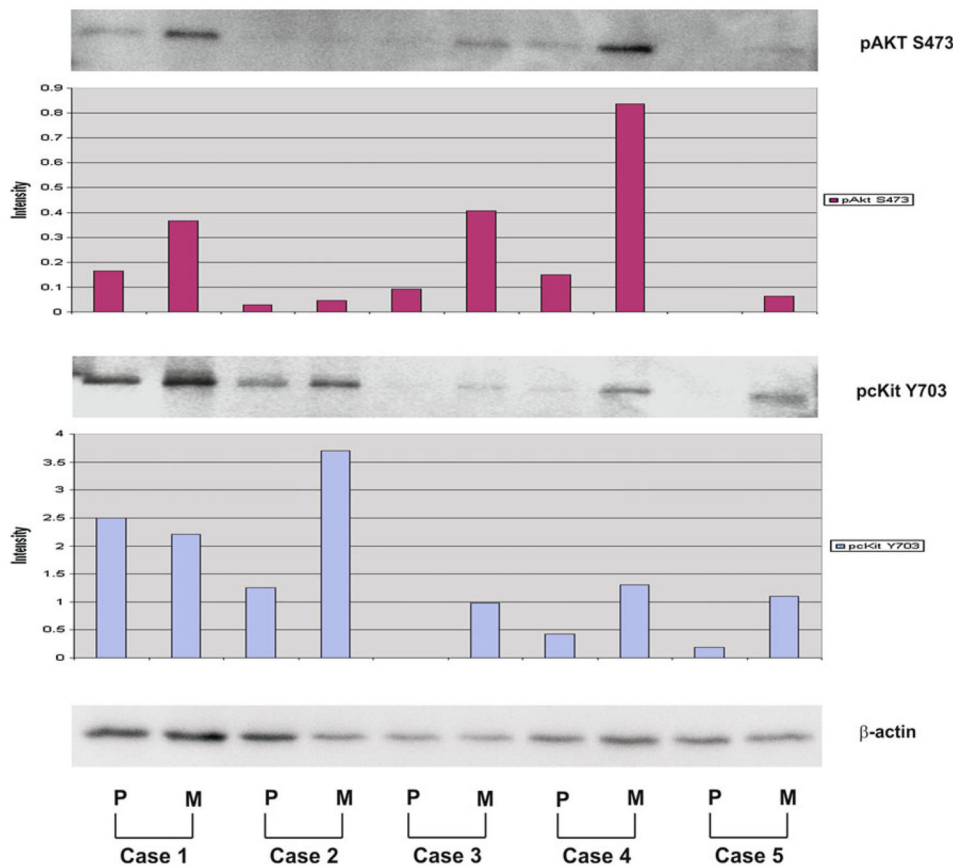 pAKT S473
0.9
0.8
0.7
0.6
0.5
0.4
0.3
0.2
0.1
0
Intensity
pAkt S473
pcKit Y703
4
3.5
3
2.5
2
1.5
1
0.5
0
Intensity
pcKit Y703
β-actin
P M P M P M P M P M
Case 1 Case 2 Case 3 Case 4 Case 5